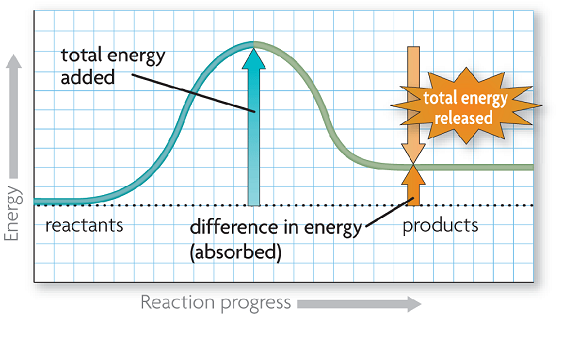 total energy
added
total energy
released
reactants
difference in energy
(absorbed)
products
Energy
Reaction progress